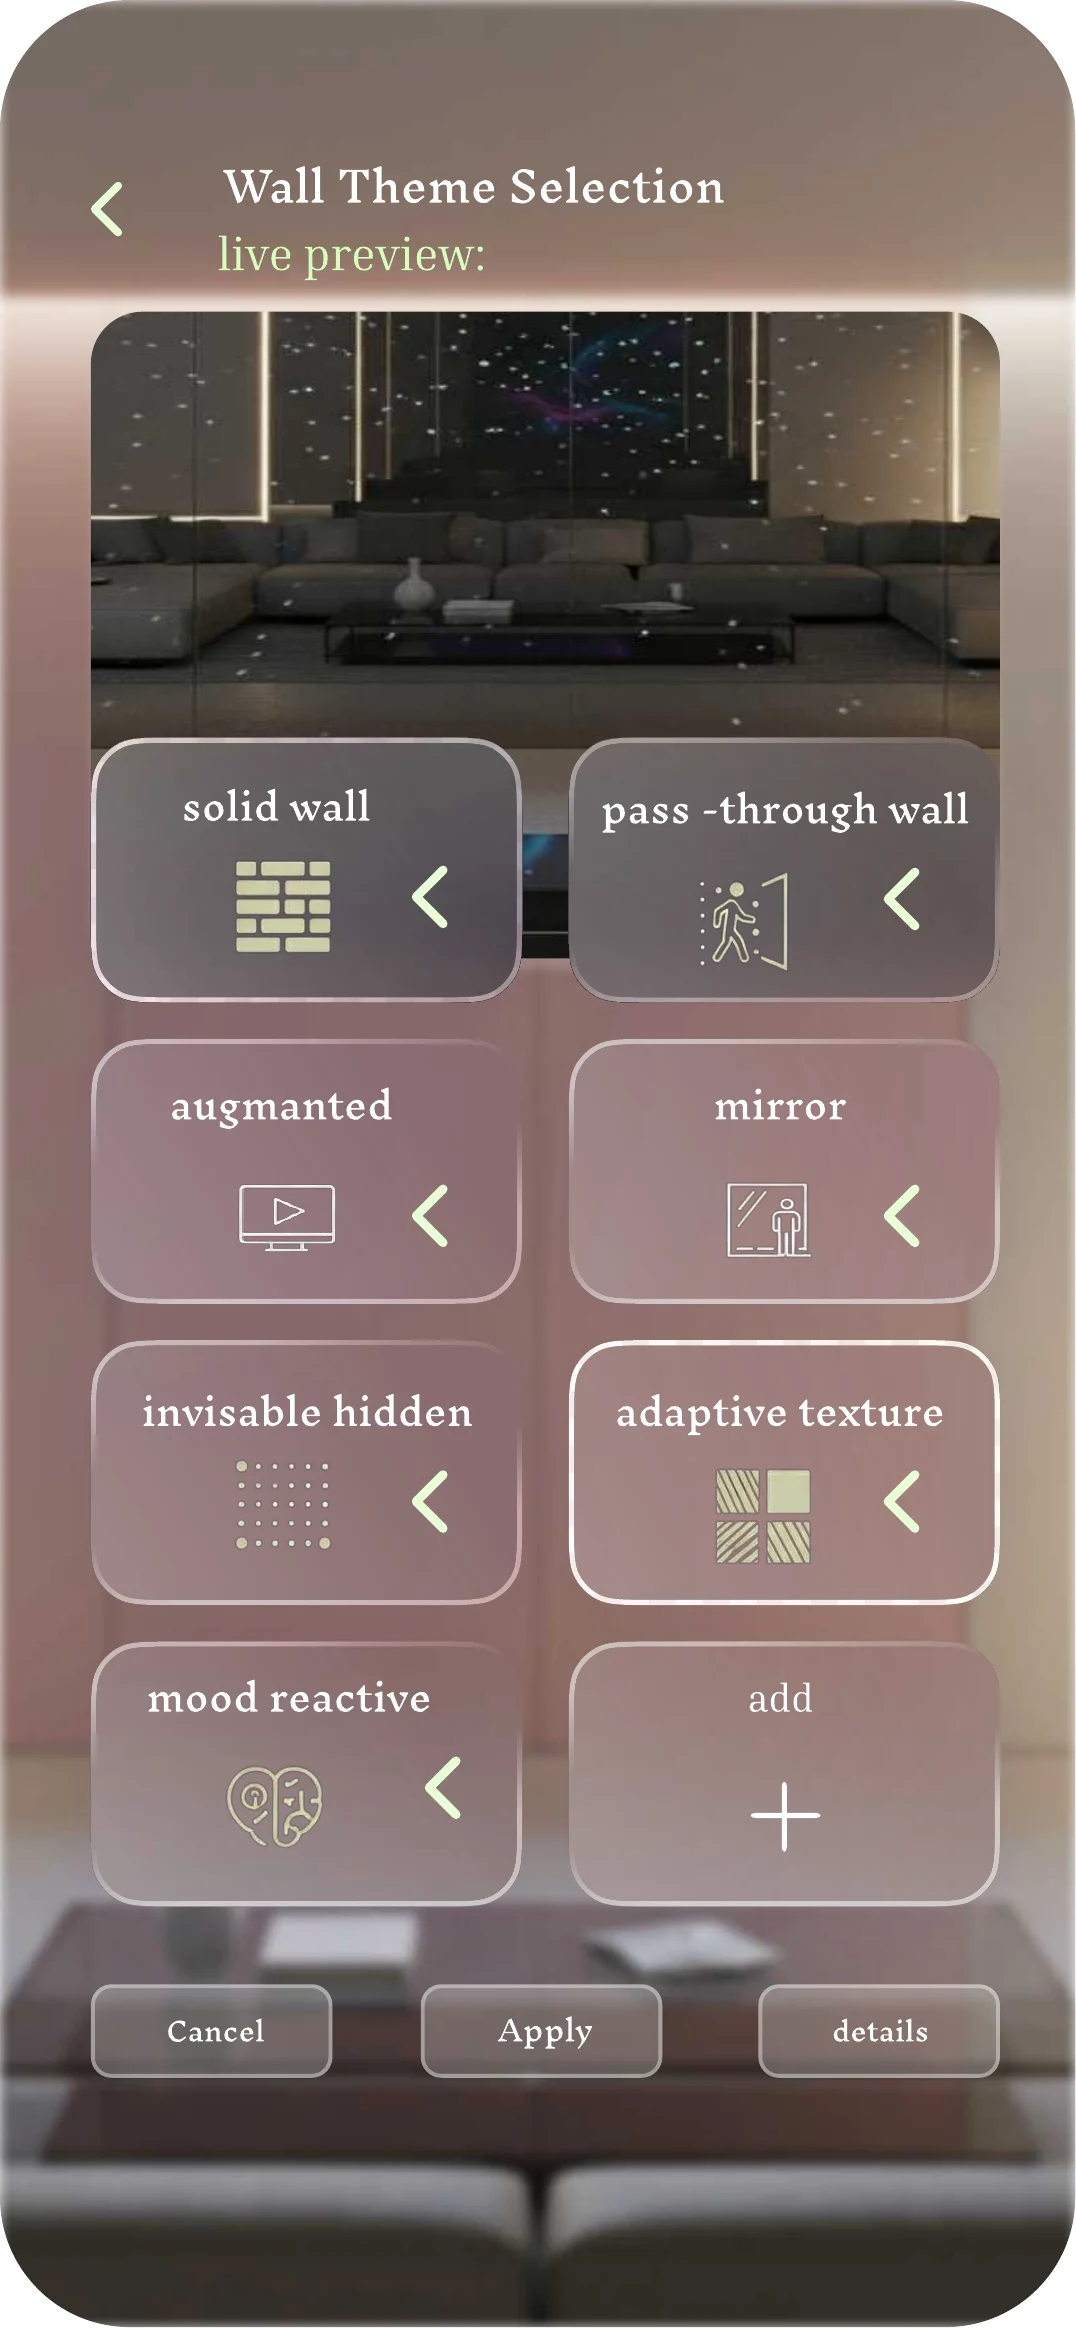 Wall Theme Selection
live preview:
solid wall
pass -through wall
augmanted
mirror
invisable hidden
adaptive texture
mood reactive
add
Cancel
Apply
details